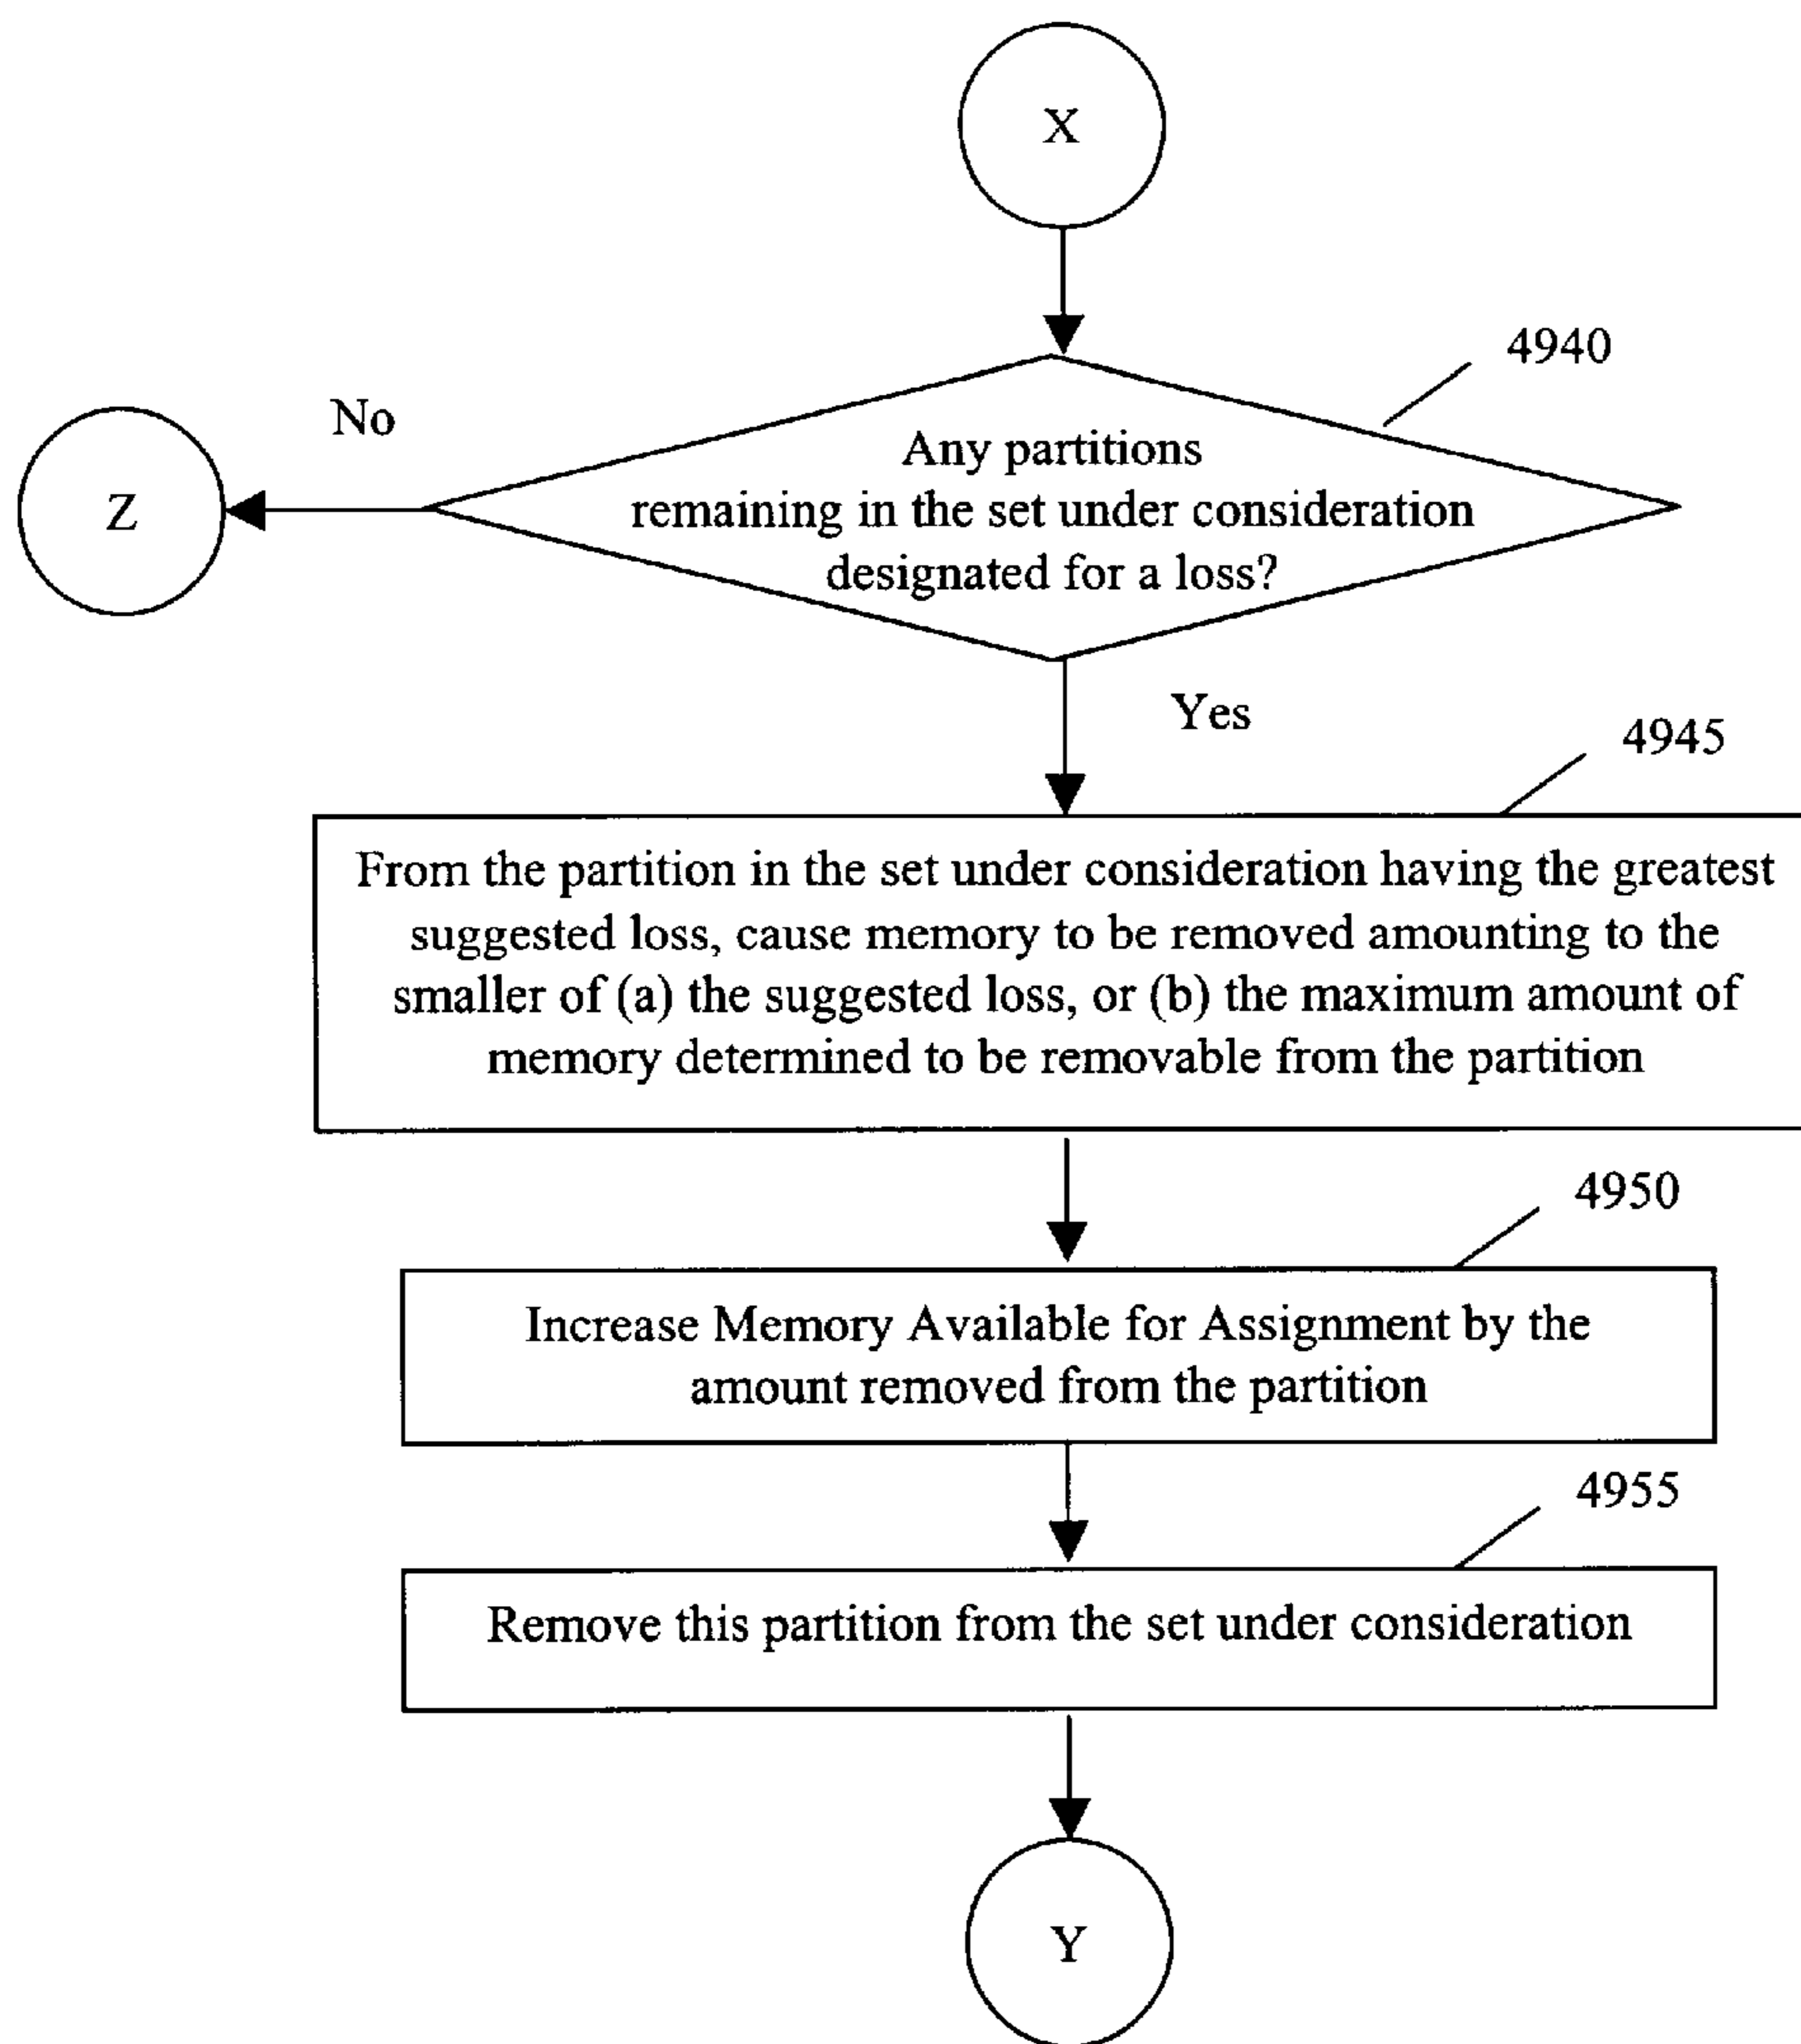 X
4940
No
Z
Any partitions
remaining in the set under consideration
designated for a loss?
Yes
4945
From the partition in the set under consideration having the greatest
suggested loss, cause memory to be removed amounting to the
smaller of (a) the suggested loss, or (b) the maximum amount of
memory determined to be removable from the partition
4950
Increase Memory Available for Assignment by the
amount removed from the partition
4955
Remove this partition from the set under consideration
Y